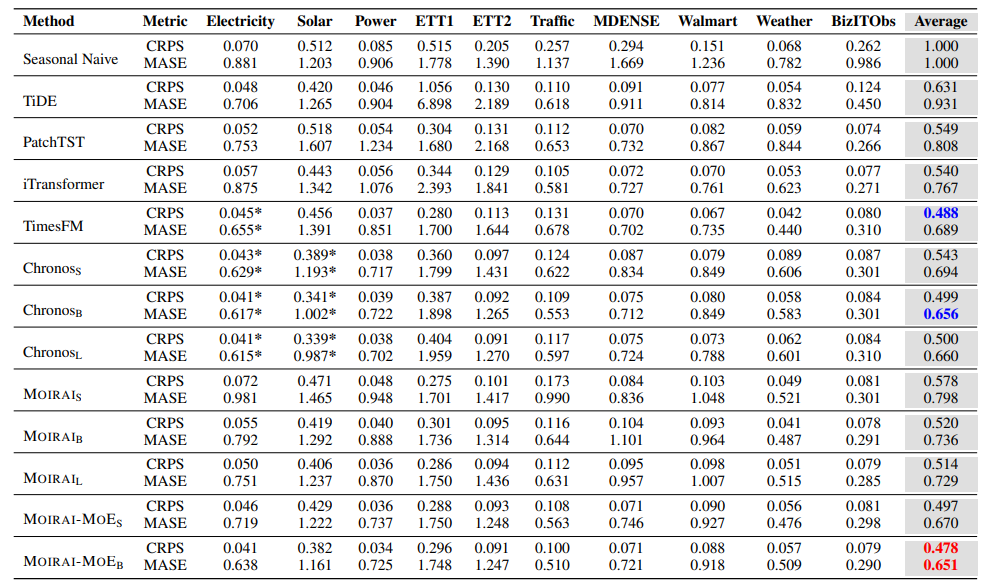 Method Metric Electricity Solar Power ETT1 ETT2 Traffic MDENSE Walmart Weather BizITObs Average
Seasonal Naive CRPS 0.070 0.512 0.085 0.515 0.205 0.257 0.294 0.151 0.068 0.262 1.000
MASE 0.881 1.203 0.906 1.778 1.390 1.137 1.669 1.236 0.782 0.986 1.000
TiDE CRPS 0.048 0.420 0.046 1.056 0.130 0.110 0.091 0.077 0.054 0.124 0.631
MASE 0.706 1.265 0.904 6.898 2.189 0.618 0.911 0.814 0.832 0.450 0.931
PatchTST CRPS 0.052 0.518 0.054 0.304 0.131 0.112 0.070 0.082 0.059 0.074 0.549
MASE 0.753 1.607 1.234 1.680 2.168 0.653 0.732 0.867 0.844 0.266 0.808
iTransformer CRPS 0.057 0.443 0.056 0.344 0.129 0.105 0.072 0.070 0.053 0.077 0.540
MASE 0.875 1.342 1.076 2.393 1.841 0.581 0.727 0.761 0.623 0.271 0.767
TimesFM CRPS 0.045* 0.456 0.037 0.280 0.113 0.131 0.070 0.067 0.042 0.080 0.488
MASE 0.655* 1.391 0.851 1.700 1.644 0.678 0.702 0.735 0.440 0.310 0.689
ChronosS CRPS 0.043* 0.389* 0.038 0.360 0.097 0.124 0.087 0.079 0.089 0.087 0.543
MASE 0.629* 1.193* 0.717 1.799 1.431 0.622 0.834 0.849 0.606 0.301 0.694
ChronosB CRPS 0.041* 0.341* 0.039 0.387 0.092 0.109 0.075 0.080 0.058 0.084 0.499
MASE 0.617* 1.002* 0.722 1.898 1.265 0.553 0.712 0.849 0.583 0.301 0.656
ChronosL CRPS 0.041* 0.339* 0.038 0.404 0.091 0.117 0.075 0.073 0.062 0.084 0.500
MASE 0.615* 0.987* 0.702 1.959 1.270 0.597 0.724 0.788 0.601 0.310 0.660
MOIRAIS CRPS 0.072 0.471 0.048 0.275 0.101 0.173 0.084 0.103 0.049 0.081 0.578
MASE 0.981 1.465 0.948 1.701 1.417 0.990 0.836 1.048 0.521 0.301 0.798
MOIRAIB CRPS 0.055 0.419 0.040 0.301 0.095 0.116 0.104 0.093 0.041 0.078 0.520
MASE 0.792 1.292 0.888 1.736 1.314 0.644 1.101 0.964 0.487 0.291 0.736
MOIRAIL CRPS 0.050 0.406 0.036 0.286 0.094 0.112 0.095 0.098 0.051 0.079 0.514
MASE 0.751 1.237 0.870 1.750 1.436 0.631 0.957 1.007 0.515 0.285 0.729
MOIRAI-MOES CRPS 0.046 0.429 0.036 0.288 0.093 0.108 0.071 0.090 0.056 0.081 0.497
MASE 0.719 1.222 0.737 1.750 1.248 0.563 0.746 0.927 0.476 0.298 0.670
MOIRAI-MOEB CRPS 0.041 0.382 0.034 0.296 0.091 0.100 0.071 0.088 0.057 0.079 0.478
MASE 0.638 1.161 0.725 1.748 1.247 0.510 0.721 0.918 0.509 0.290 0.651